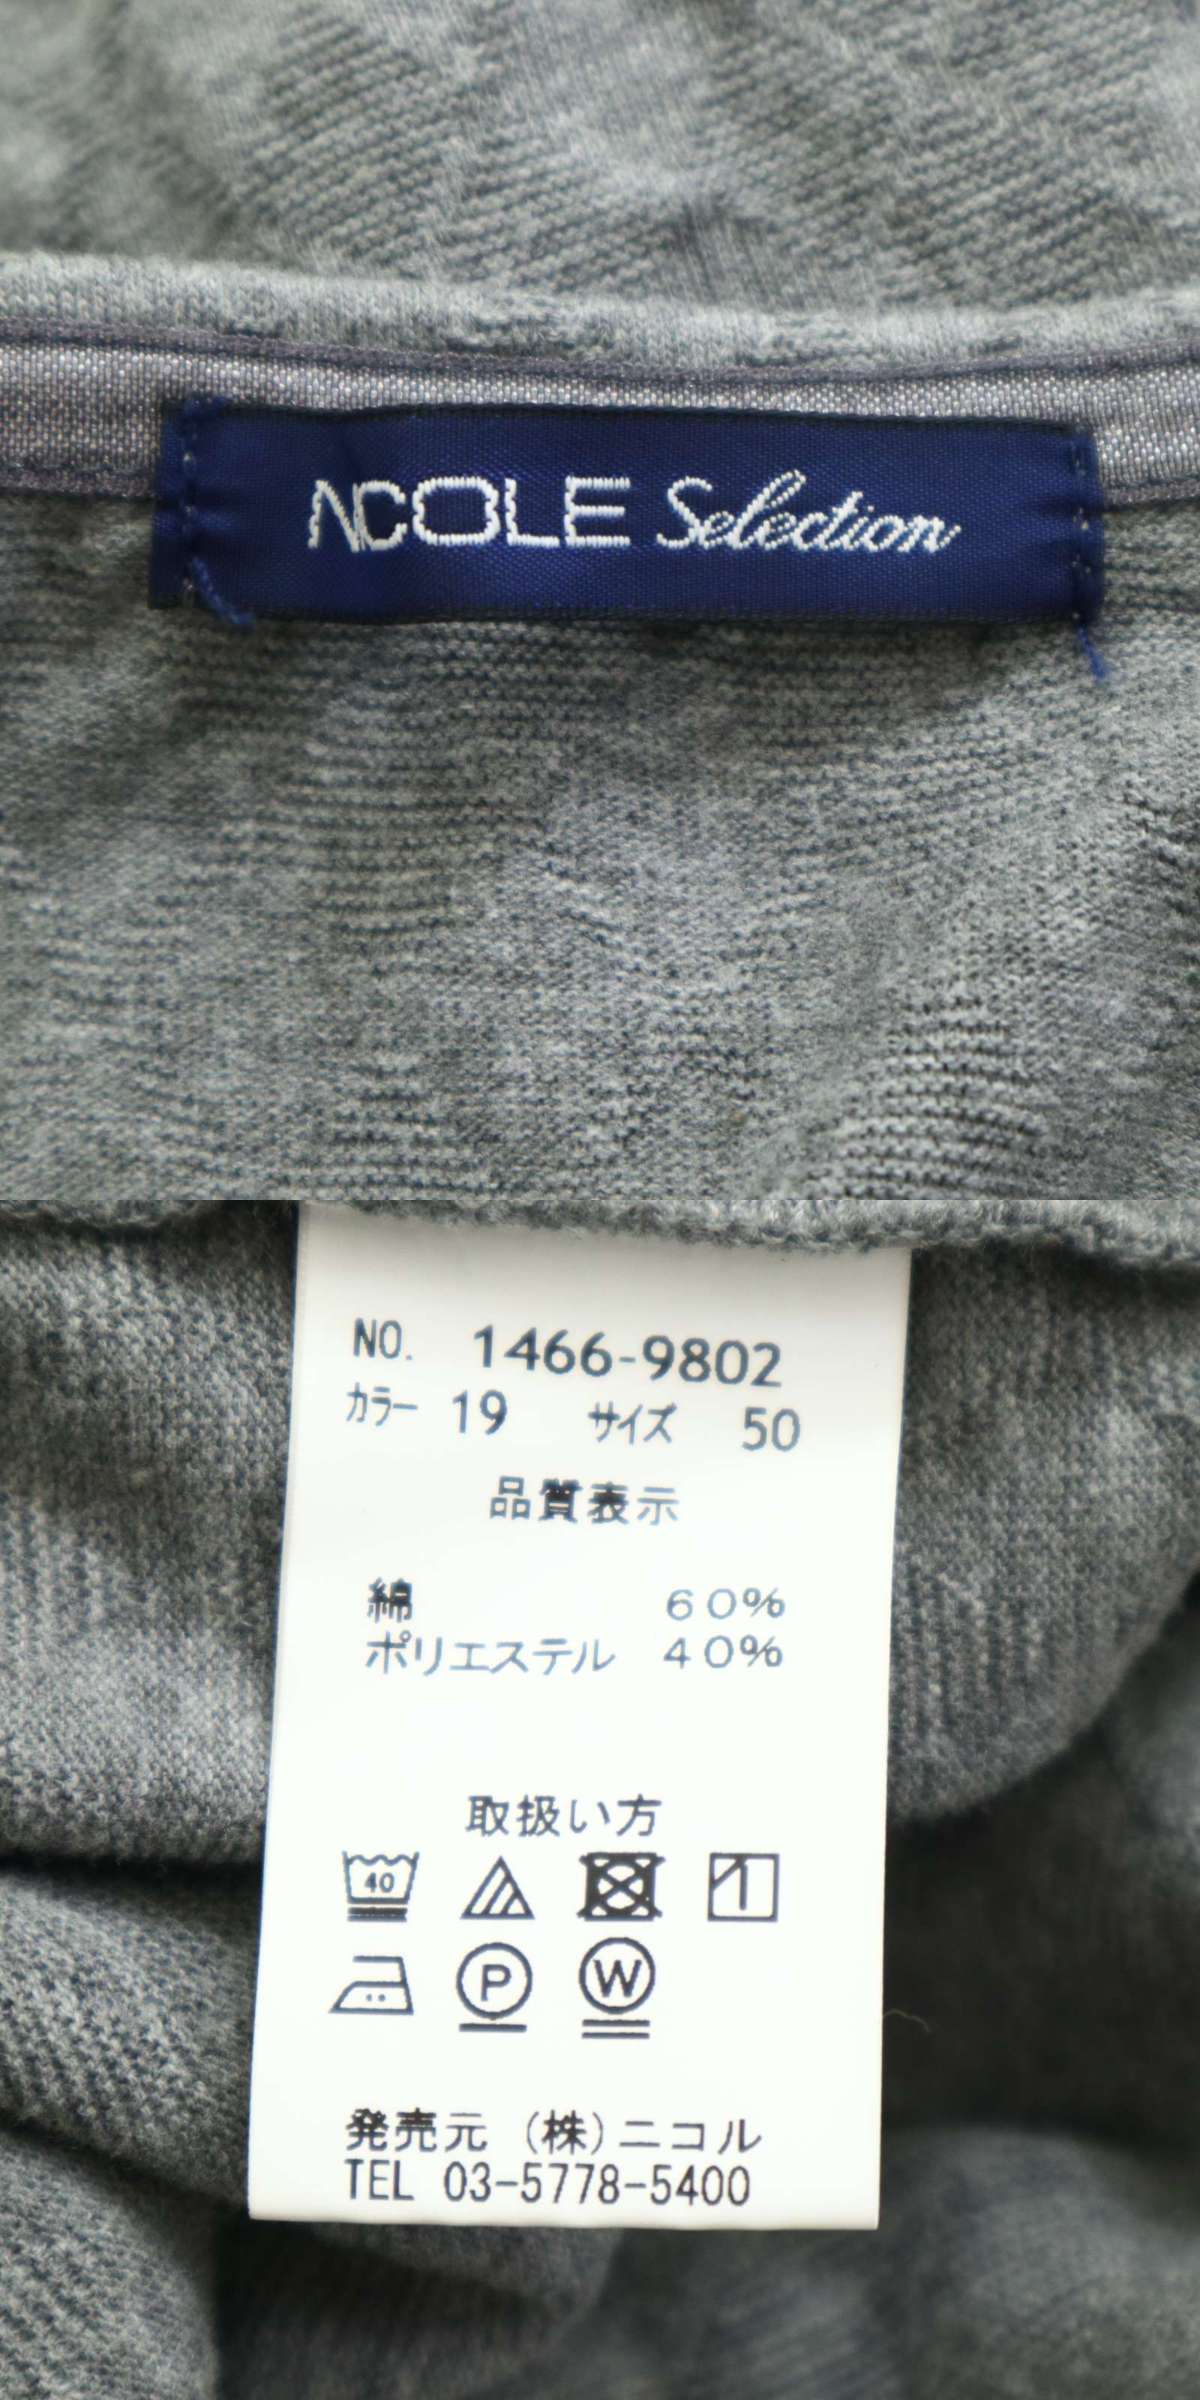 NICOLE Selection
NO. 1466-9802
カラー 19 サイズ 50
品質表示
綿 60%
ポリエステル 40%
取扱い方
40
P W
発売元 (株)ニコル
TEL 03-5778-5400